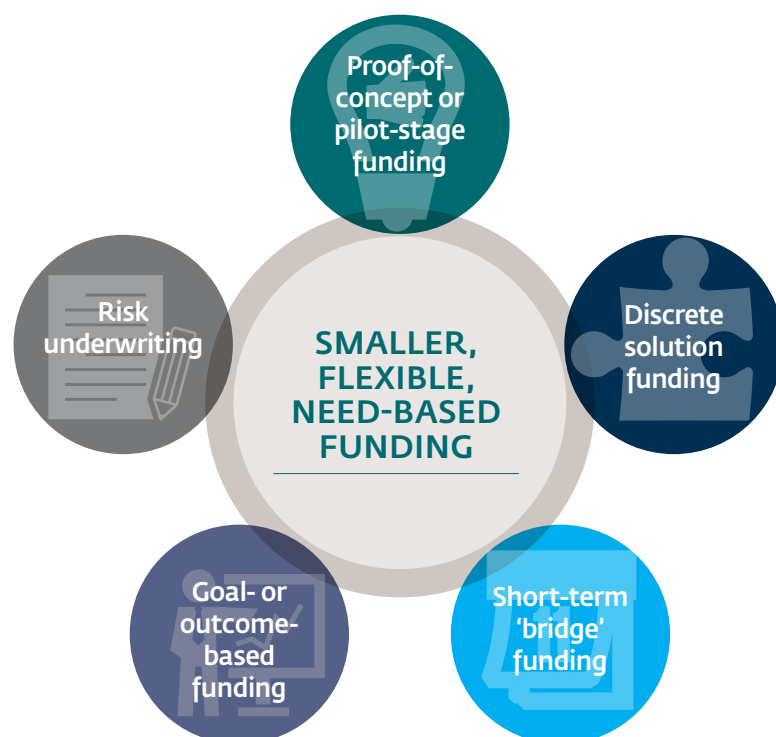 Proof-of-
concept or
pilot-stage
funding
Risk
underwriting
SMALLER,
FLEXIBLE,
NEED-BASED
FUNDING
Discrete
solution
funding
Goal- or
outcome-
based
funding
Short-term
‘bridge’
funding
11